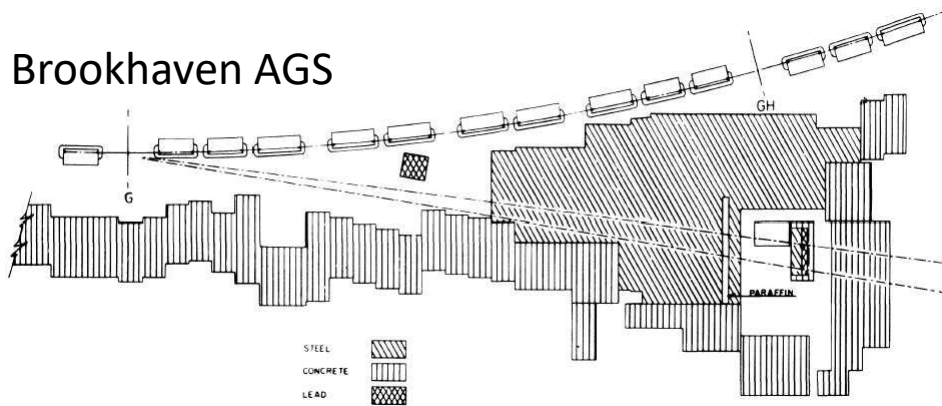 Brookhaven AGS
GH
G
PARAFFIN
STEEL
CONCRETE
LEAD